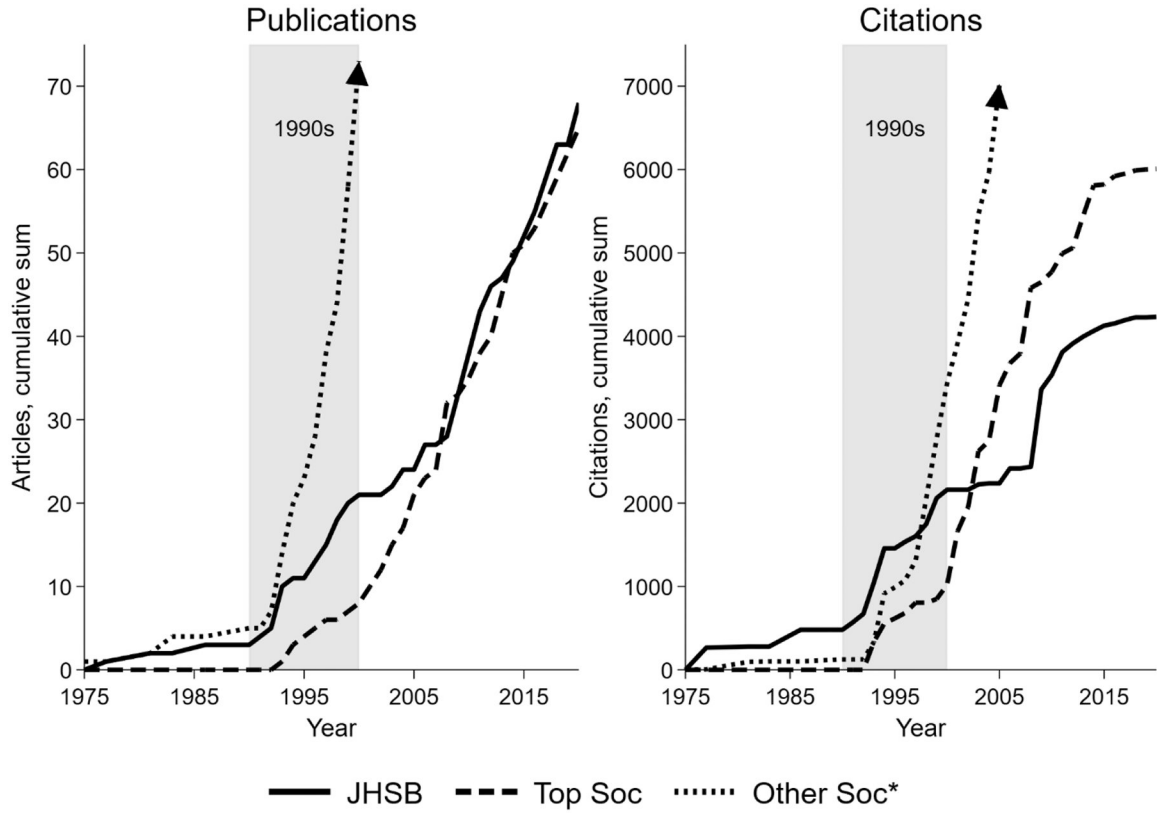 Publications
Articles, cumulative sum
70
60
50
40
30
20
10
0
1990s
1975
1985
1995
2005
2015
Year
Citations
Citations, cumulative sum
7000
6000
5000
4000
3000
2000
1000
0
1990s
1975
1985
1995
2005
2015
Year
JHSB Top Soc Other Soc*